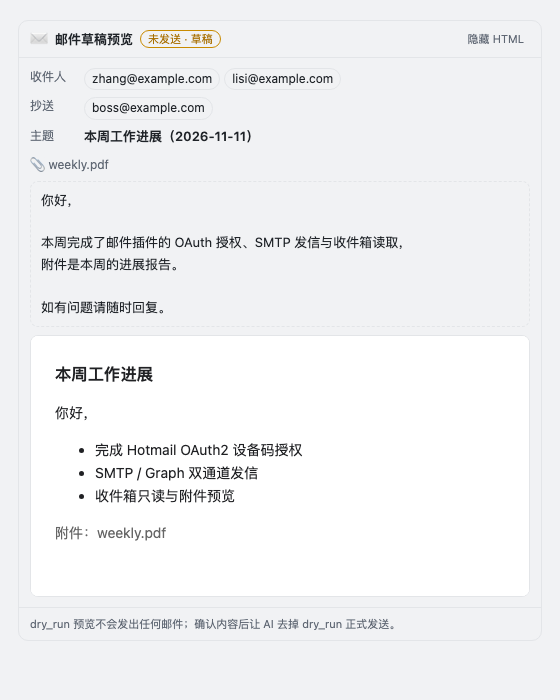 邮件草稿预览 未发送 · 草稿 隐藏 HTML
收件人 zhang@example.com lisi@example.com
抄送 boss@example.com
主题 本周工作进展（2026-11-11）
weekly.pdf
你好，
本周完成了邮件插件的 OAuth 授权、SMTP 发信与收件箱读取，
附件是本周的进展报告。
如有问题请随时回复。
本周工作进展
你好，
• 完成 Hotmail OAuth2 设备码授权
• SMTP / Graph 双通道发信
• 收件箱只读与附件预览
附件：weekly.pdf
dry_run 预览不会发出任何邮件；确认内容后让 AI 去掉 dry_run 正式发送。